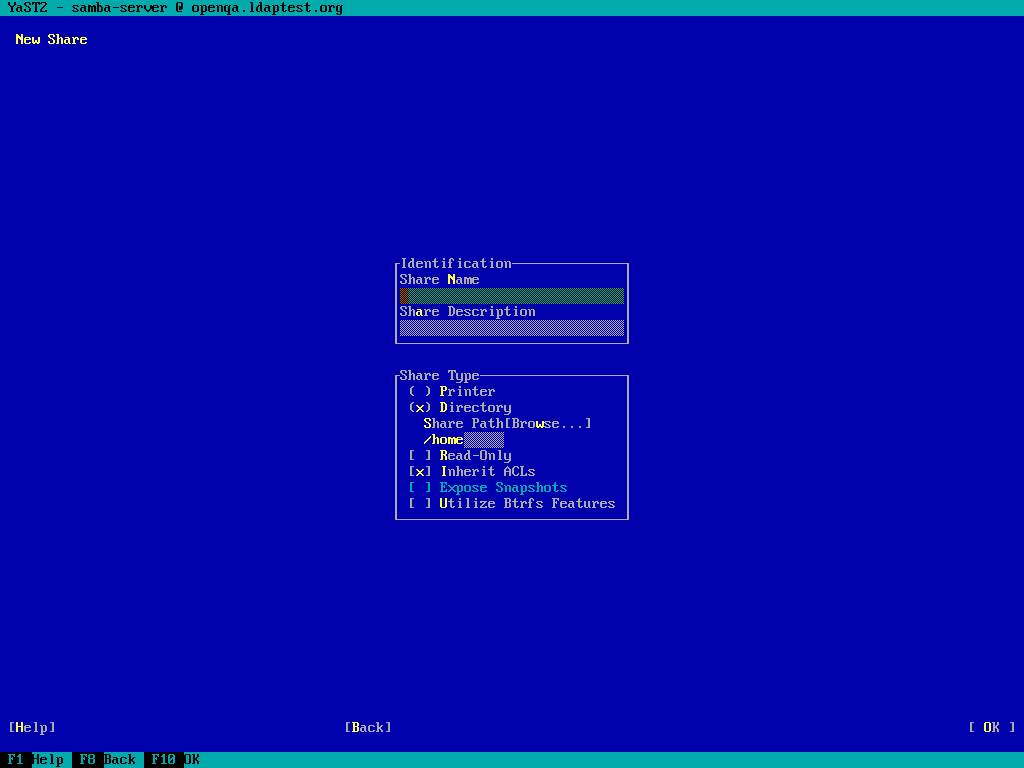 YaST2 - samba-server @ openqa.ldaptest.org
New Share
Identification
Share Name
Share Description
Share Type
( ) Printer
(x) Directory
Share Path[Browse...]
/home
[ ] Read-Only
[x] Inherit ACLs
[ ] Expose Snapshots
[ ] Utilize Btrfs Features
[Help] [Back] [ OK ]
F1 Help F8 Back F10 OK